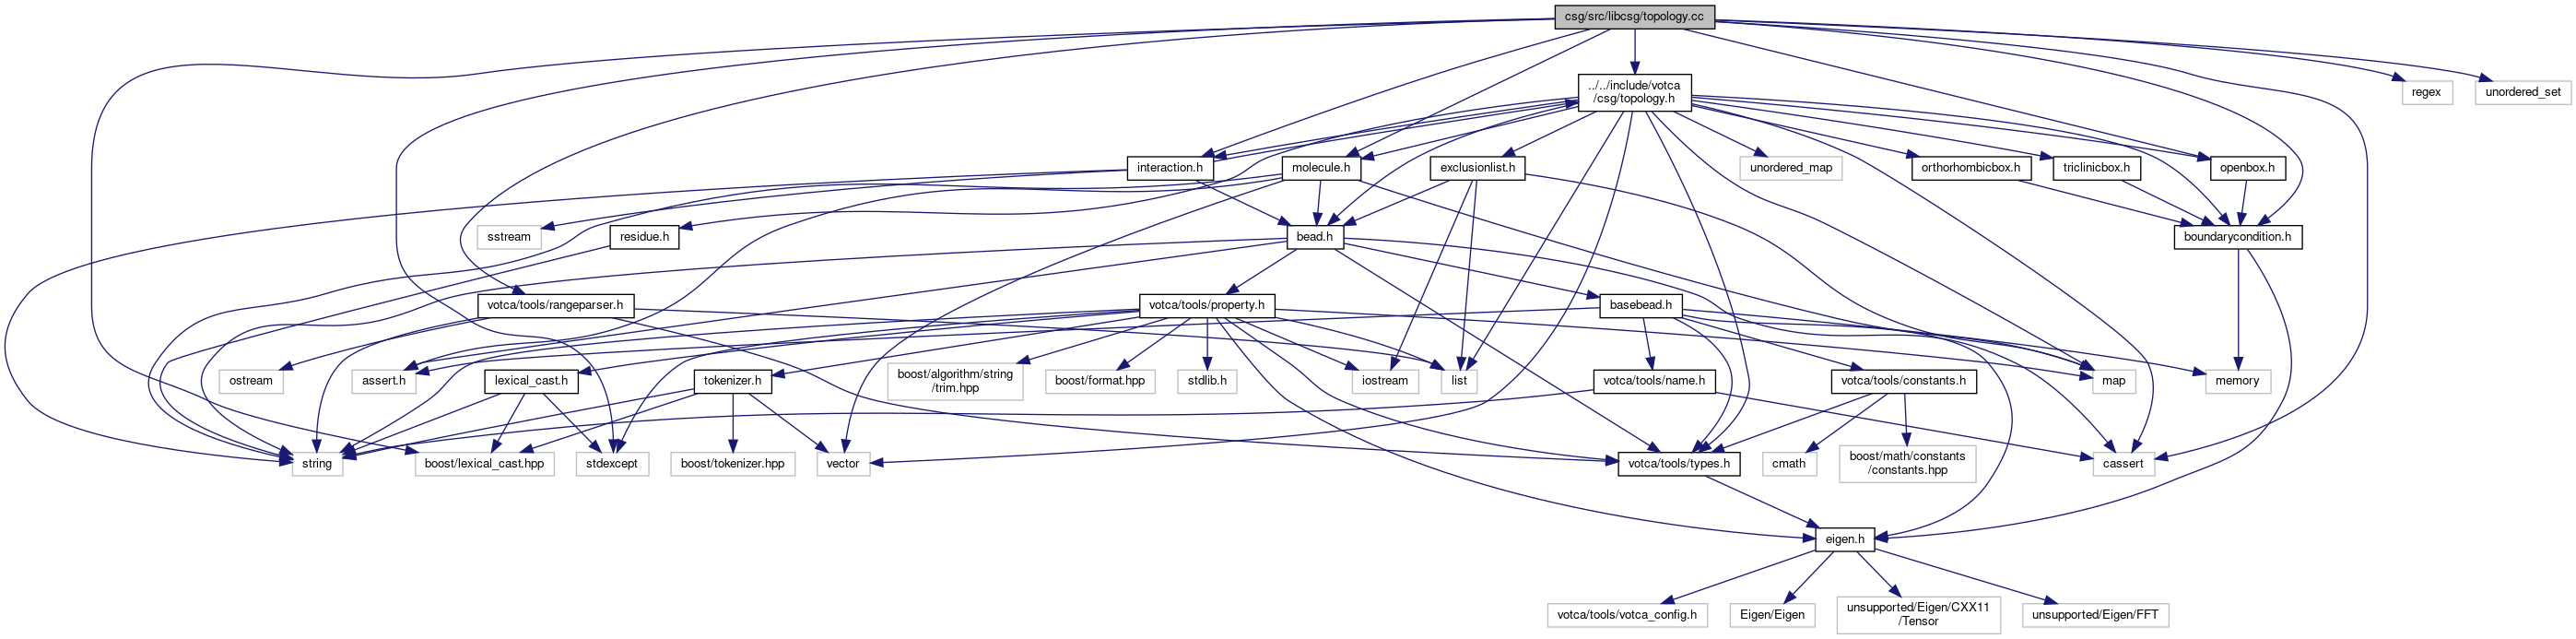 csg/src/libcsg/topology.cc
../../include/votca
/csg/topology.h
regex
unordered_set
interaction.h
molecule.h
exclusionlist.h
unordered_map
orthorhombicbox.h
triclinicbox.h
openbox.h
sstream
residue.h
bead.h
boundarycondition.h
votca/tools/rangeparser.h
votca/tools/property.h
basebead.h
ostream
assert.h
lexical_cast.h
tokenizer.h
boost/algorithm/string
/trim.hpp
boost/format.hpp
stdlib.h
iostream
list
votca/tools/name.h
votca/tools/constants.h
map
memory
string
boost/lexical_cast.hpp
stdexcept
boost/tokenizer.hpp
vector
votca/tools/types.h
cmath
boost/math/constants
/constants.hpp
cassert
eigen.h
votca/tools/votca_config.h
Eigen/Eigen
unsupported/Eigen/CXX11
/Tensor
unsupported/Eigen/FFT